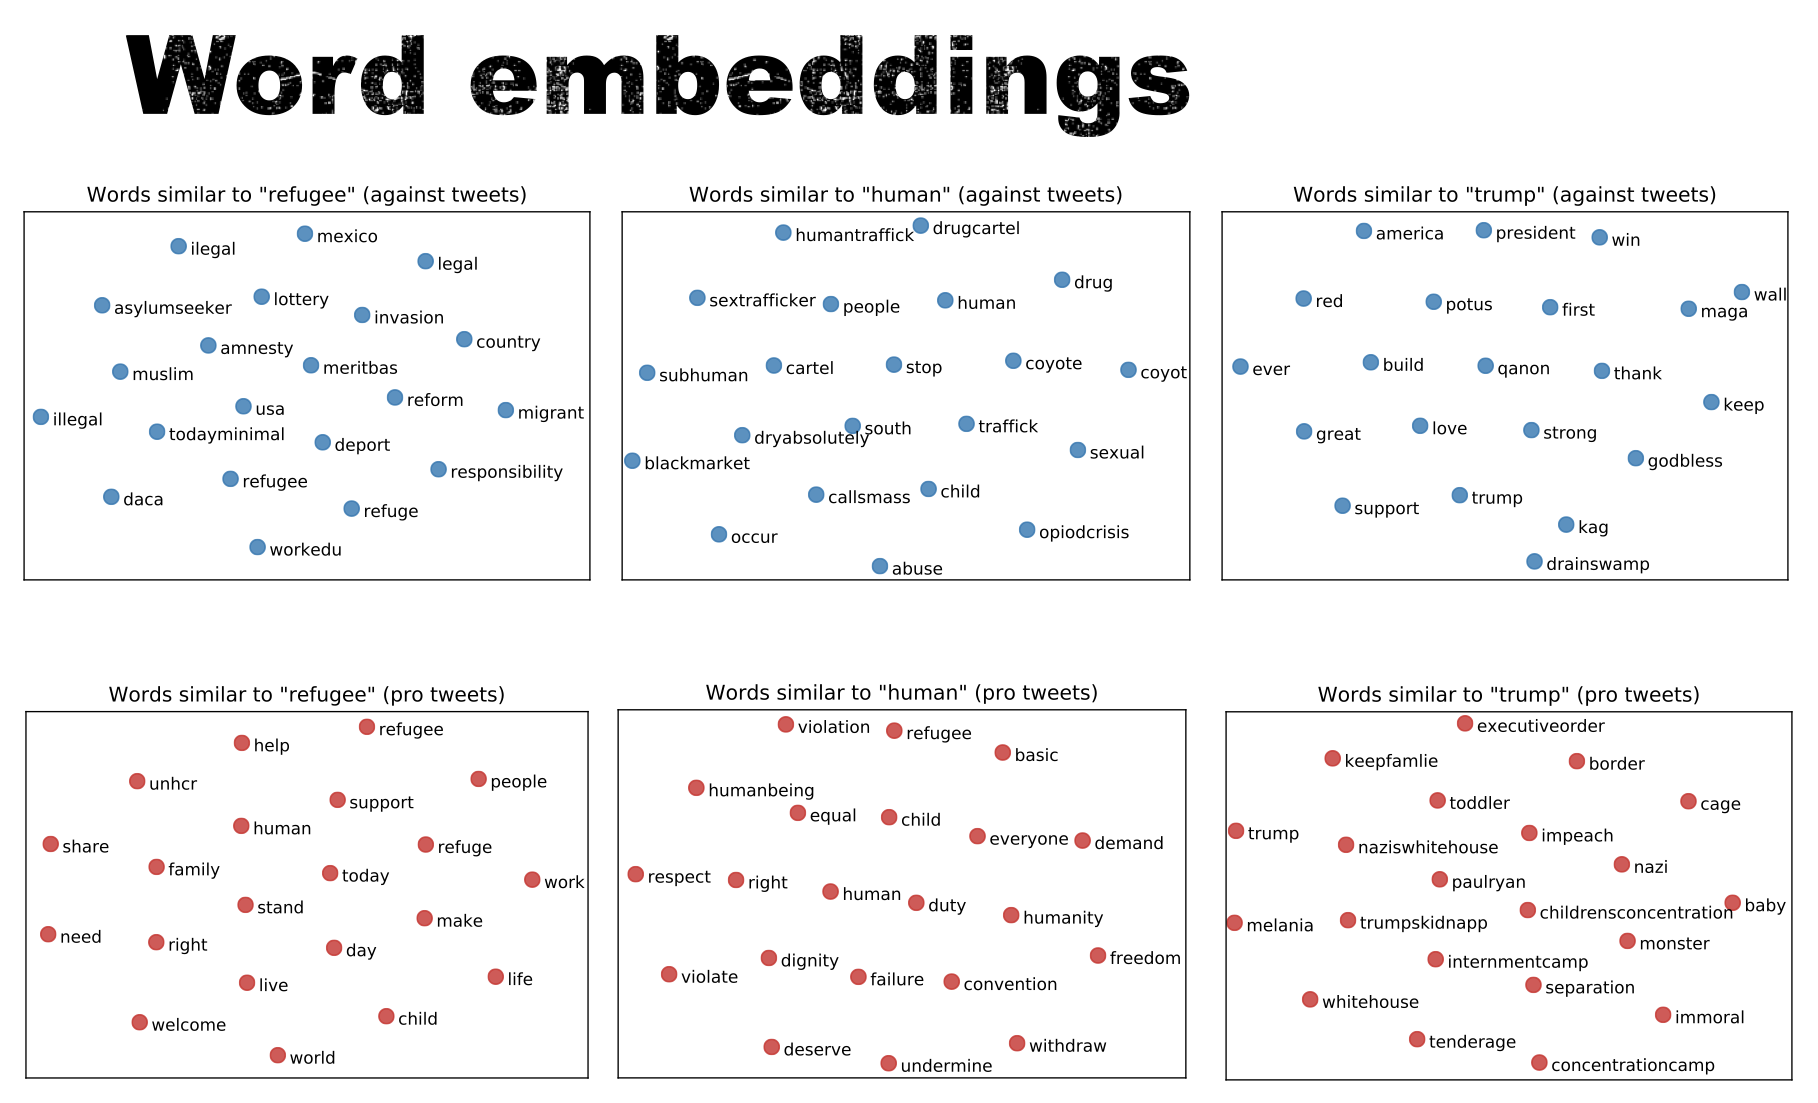 Word embeddings
Words similar to "refugee" (against tweets)
ilegal
mexico
legal
asylumseeker
lottery
invasion
country
amnesty
meritbas
muslim
reform
migrant
usa
illegal
todayminimal
deport
responsibility
refugee
daca
refuge
workedu
Words similar to "human" (against tweets)
humantraffick
drugcartel
drug
sextrafficker
people
human
subhuman
cartel
stop
coyote
coyot
dryabsolutely
south
traffick
sexual
blackmarket
callsmass
child
occur
opiodcrisis
abuse
Words similar to "trump" (against tweets)
america
president
win
wall
red
potus
first
maga
ever
build
qanon
thank
keep
great
love
strong
godbless
support
trump
kag
drainswamp
Words similar to "refugee" (pro tweets)
refugee
help
unhcr
people
support
human
share
refuge
family
today
work
stand
make
need
right
day
live
life
welcome
child
world
Words similar to "human" (pro tweets)
violation
refugee
basic
humanbeing
equal
child
everyone
demand
respect
right
human
duty
humanity
dignity
freedom
violate
failure
convention
deserve
withdraw
undermine
Words similar to "trump" (pro tweets)
executiveorder
keepfamlie
border
toddler
cage
trump
impeach
naziswhitehouse
nazi
paulryan
baby
childrensconcentration
melania
trumpskidnapp
monster
internmentcamp
separation
whitehouse
immoral
tenderage
concentrationcamp